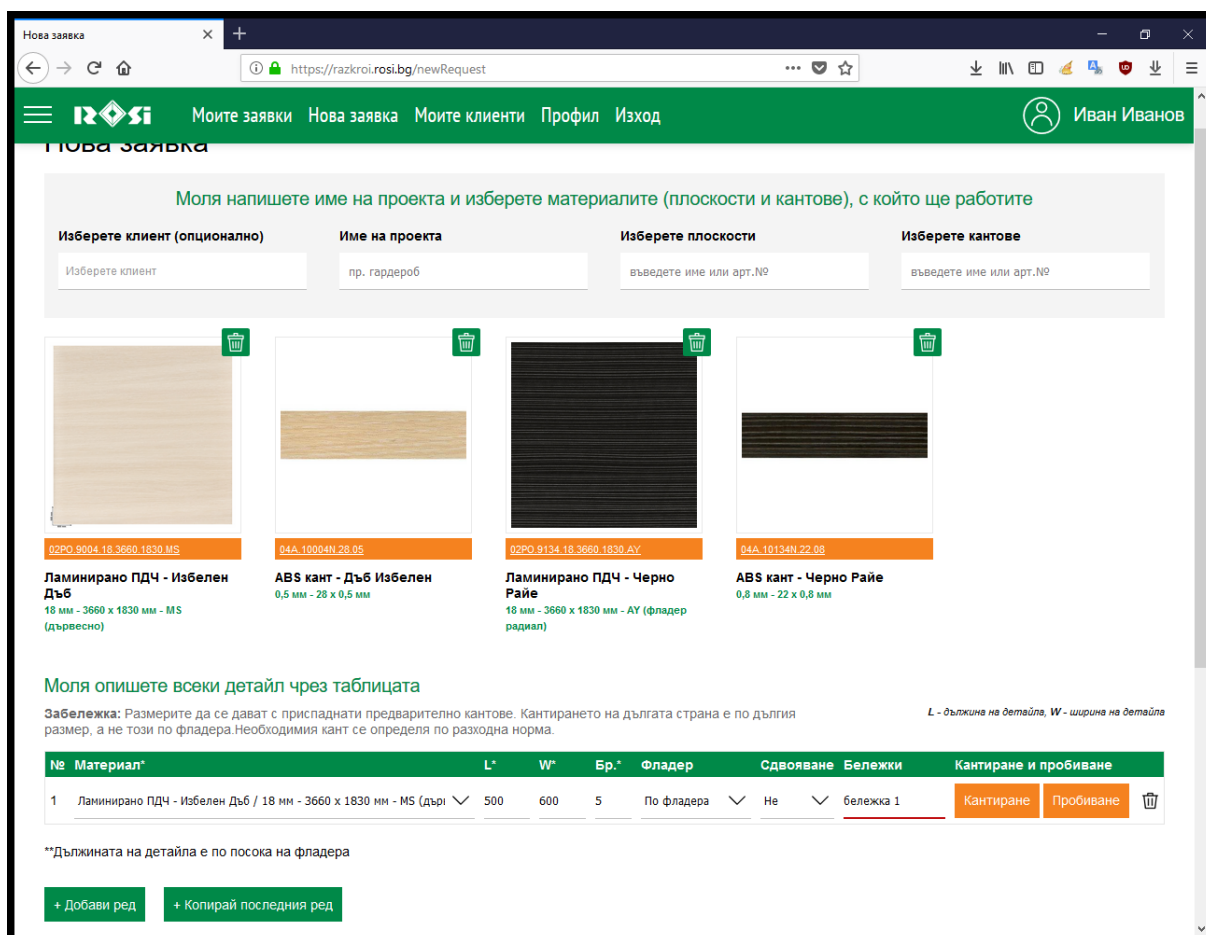 Нова заявка
https://razkroi.rosi.bg/newRequest
ROSi
Моите заявки Нова заявка Моите клиенти Профил Изход
Иван Иванов
Нова заявка
Моля напишете име на проекта и изберете материалите (плоскости и кантове), с който ще работите
Изберете клиент (опционално) Име на проекта Изберете плоскости Изберете кантове
Изберете клиент пр. гардероб въведете име или арт.№ въведете име или арт.№
02PO.9004.18.3660.1830.MS
Ламинирано ПДЧ - Избелен
Дъб
18 мм - 3660 x 1830 мм - MS
(дървесно)
04A.10004N.28.05
ABS кант - Дъб Избелен
0,5 мм - 28 x 0,5 мм
02PO.9134.18.3660.1830.AY
Ламинирано ПДЧ - Черно
Райе
18 мм - 3660 x 1830 мм - AY (фладер
радиал)
04A.10134N.22.08
ABS кант - Черно Райе
0,8 мм - 22 x 0,8 мм
Моля опишете всеки детайл чрез таблицата
Забележка: Размерите да се дават с приспаднати предварително кантове. Кантирането на дългата страна е по дългия
размер, а не този по фладера.Необходимия кант се определя по разходна норма.
L - дължина на детайла, W - ширина на детайла
№ Материал* L* W* Бр.* Фладер Сдвояване Бележки Кантиране и пробиване
1 Ламинирано ПДЧ - Избелен Дъб / 18 мм - 3660 x 1830 мм - MS (дърв 500 600 5 По фладера Не бележка 1 Кантиране Пробиване
**Дължината на детайла е по посока на фладера
+ Добави ред + Копирай последния ред